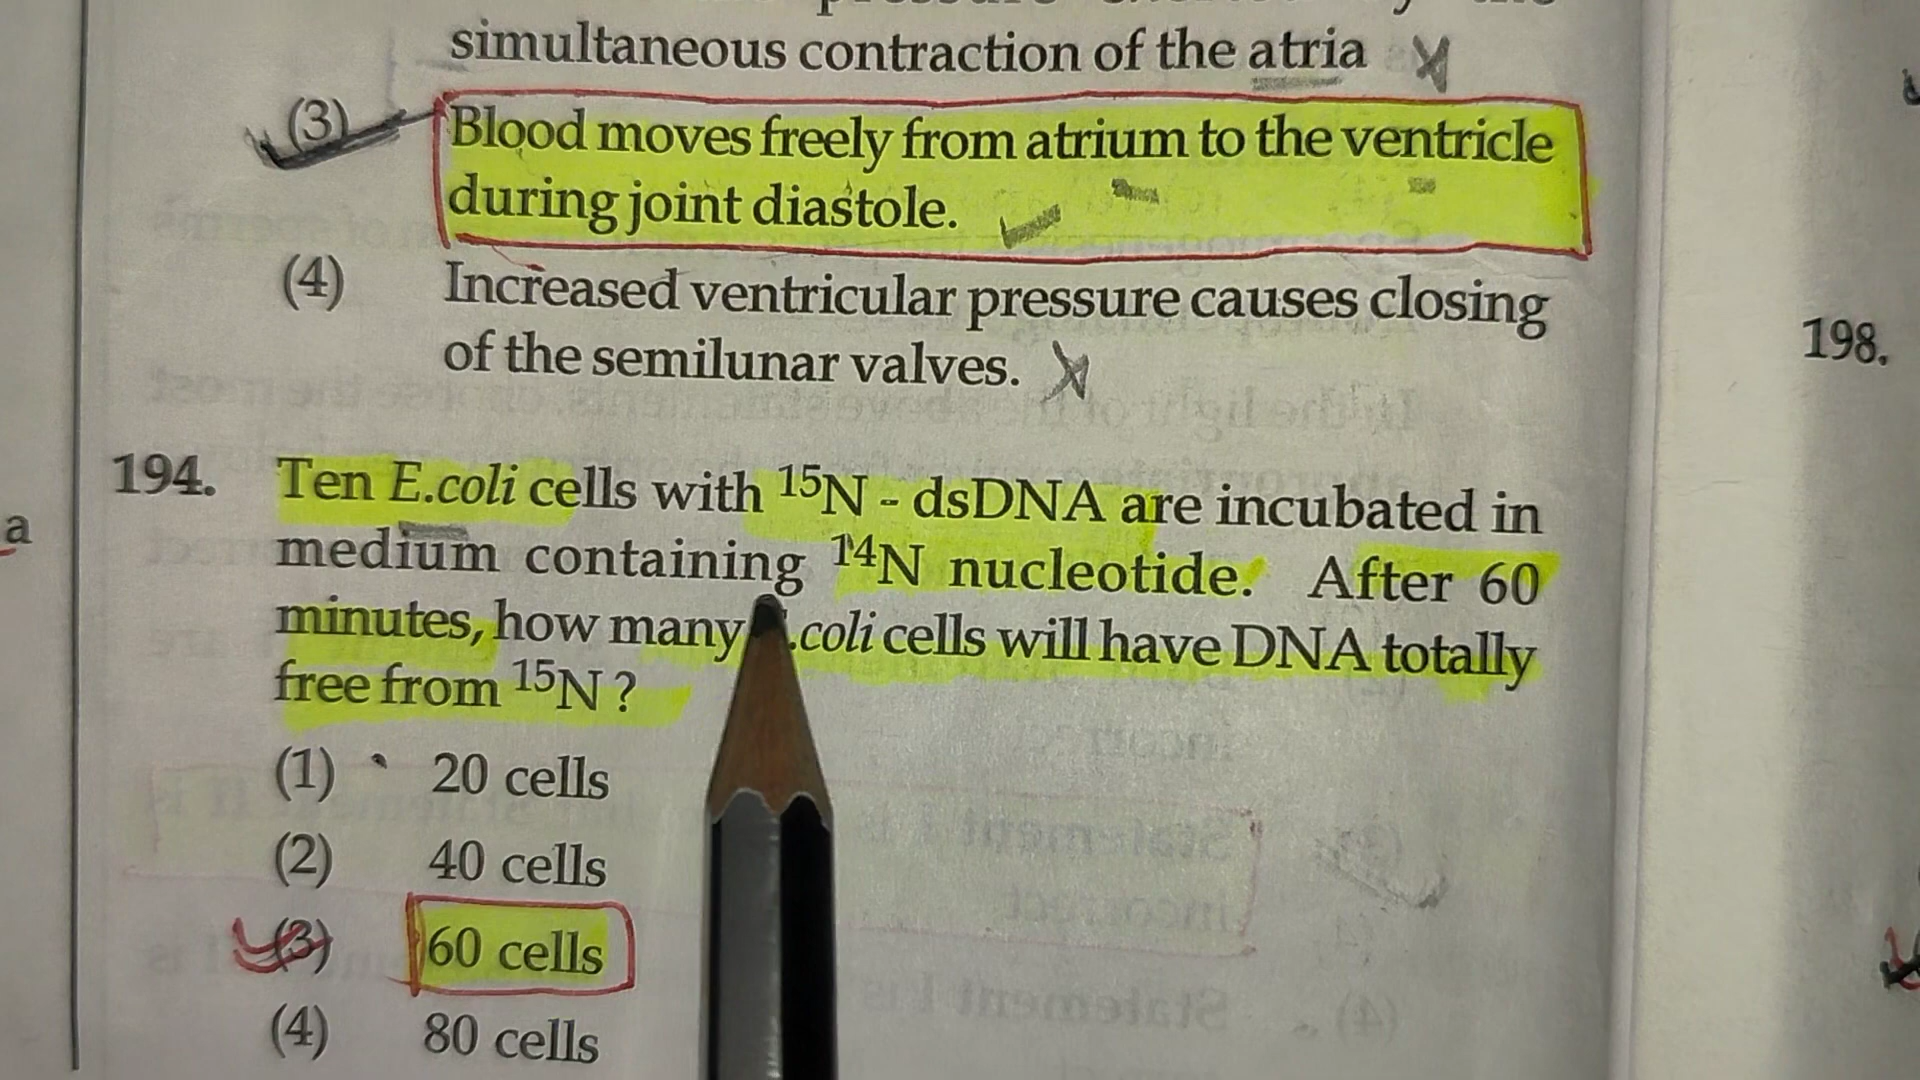 simultaneous contraction of the atria
(3) Blood moves freely from atrium to the ventricle
during joint diastole.
(4) Increased ventricular pressure causes closing
of the semilunar valves.
194. Ten E.coli cells with ¹⁵N - dsDNA are incubated in
medium containing ¹⁴N nucleotide. After 60
minutes, how many .coli cells will have DNA totally
free from ¹⁵N ?
(1) 20 cells
(2) 40 cells
(3) 60 cells
(4) 80 cells
a
198.